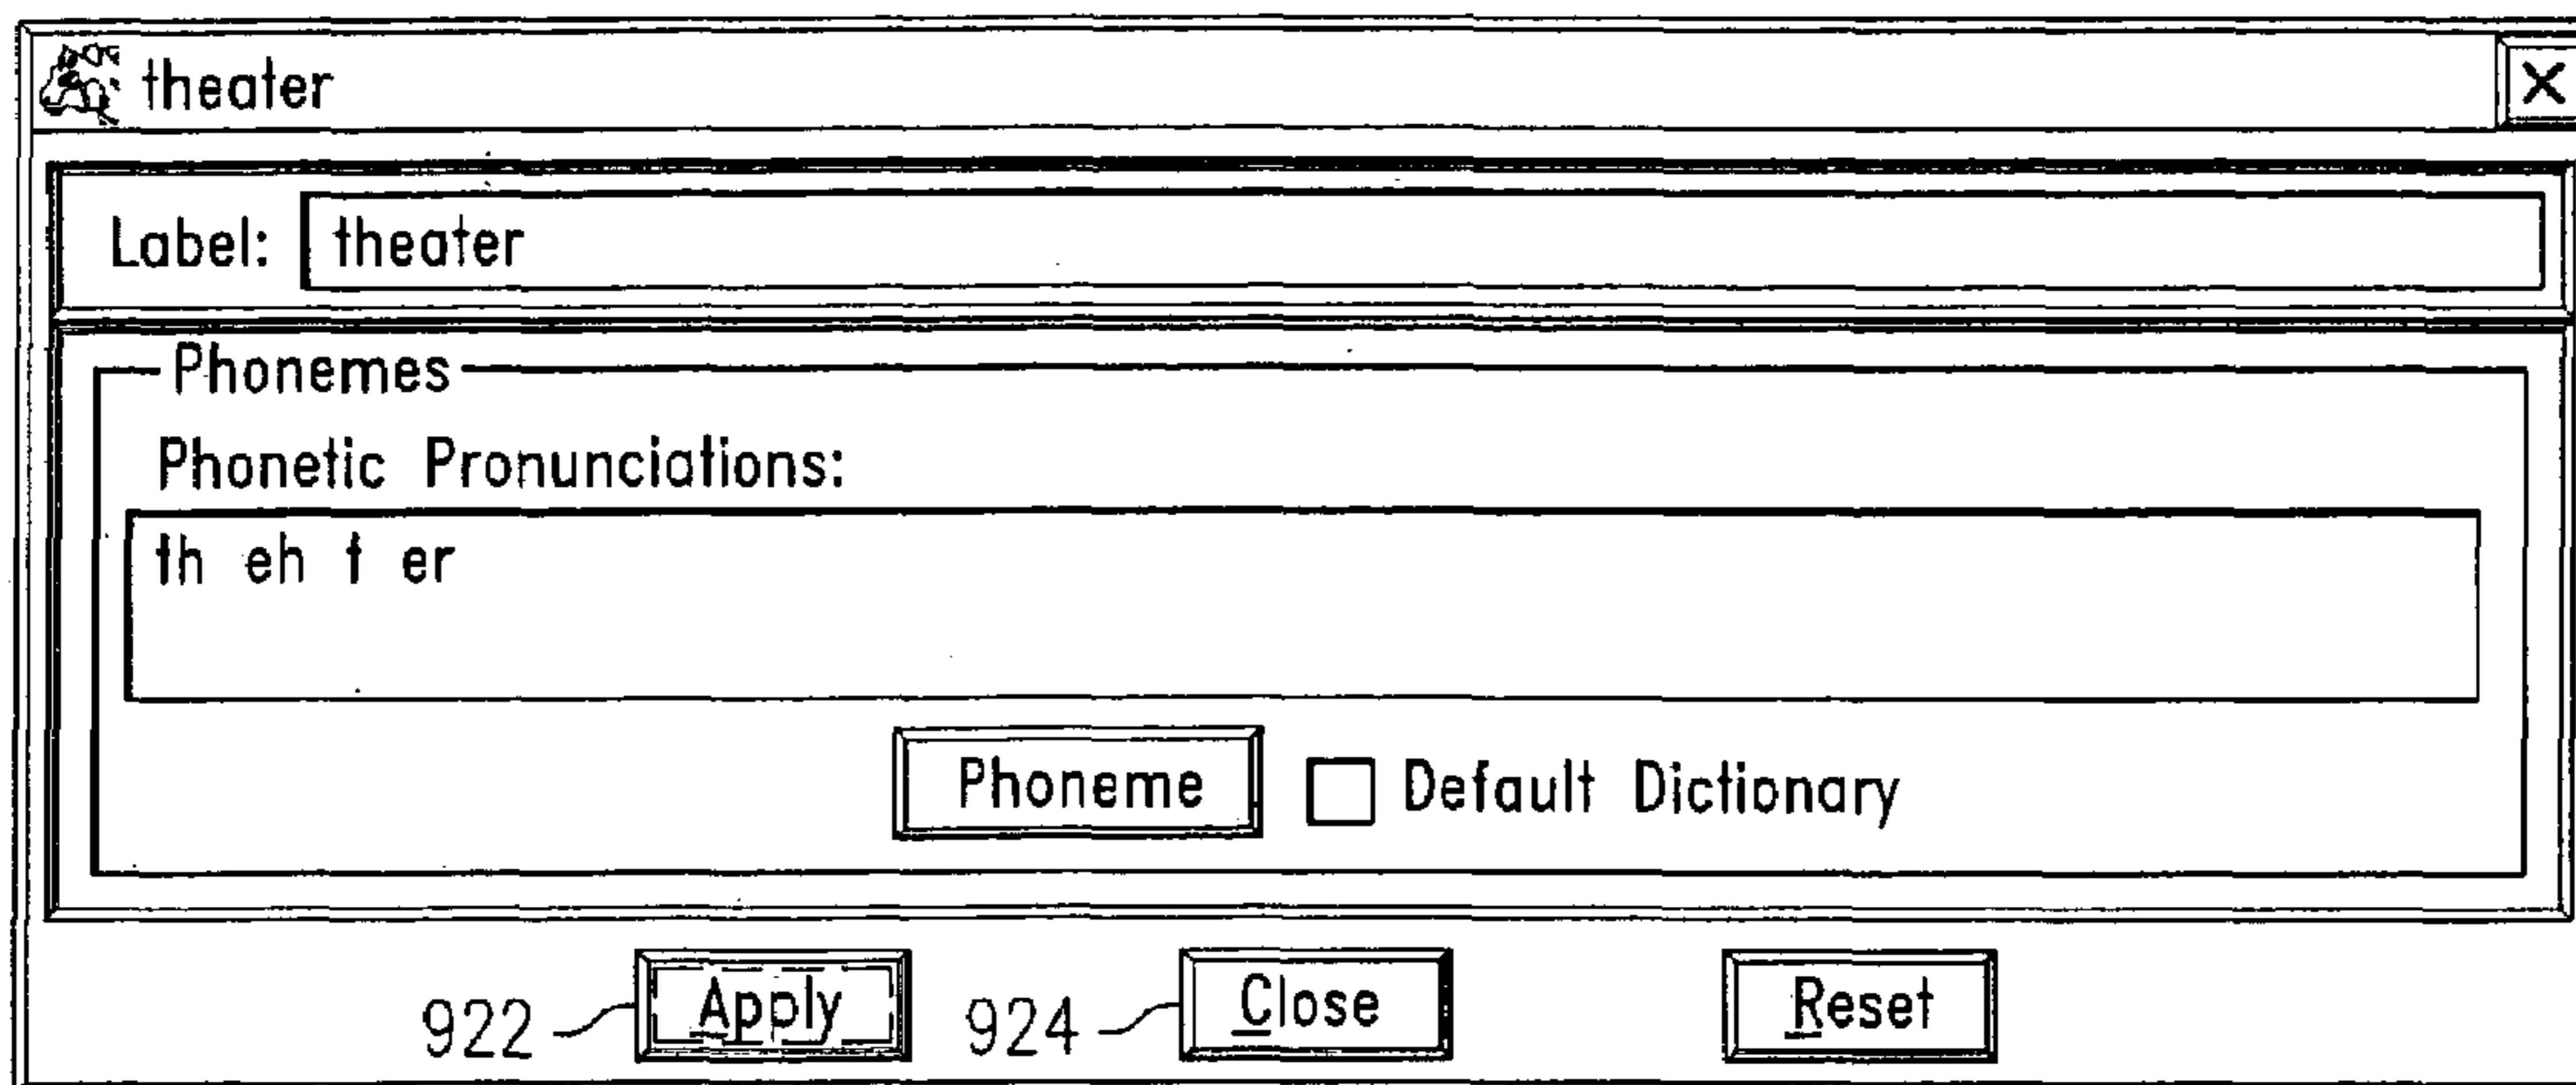 theater X
Label: theater
Phonemes
Phonetic Pronunciations:
th eh t er
Phoneme Default Dictionary
922 Apply 924 Close Reset